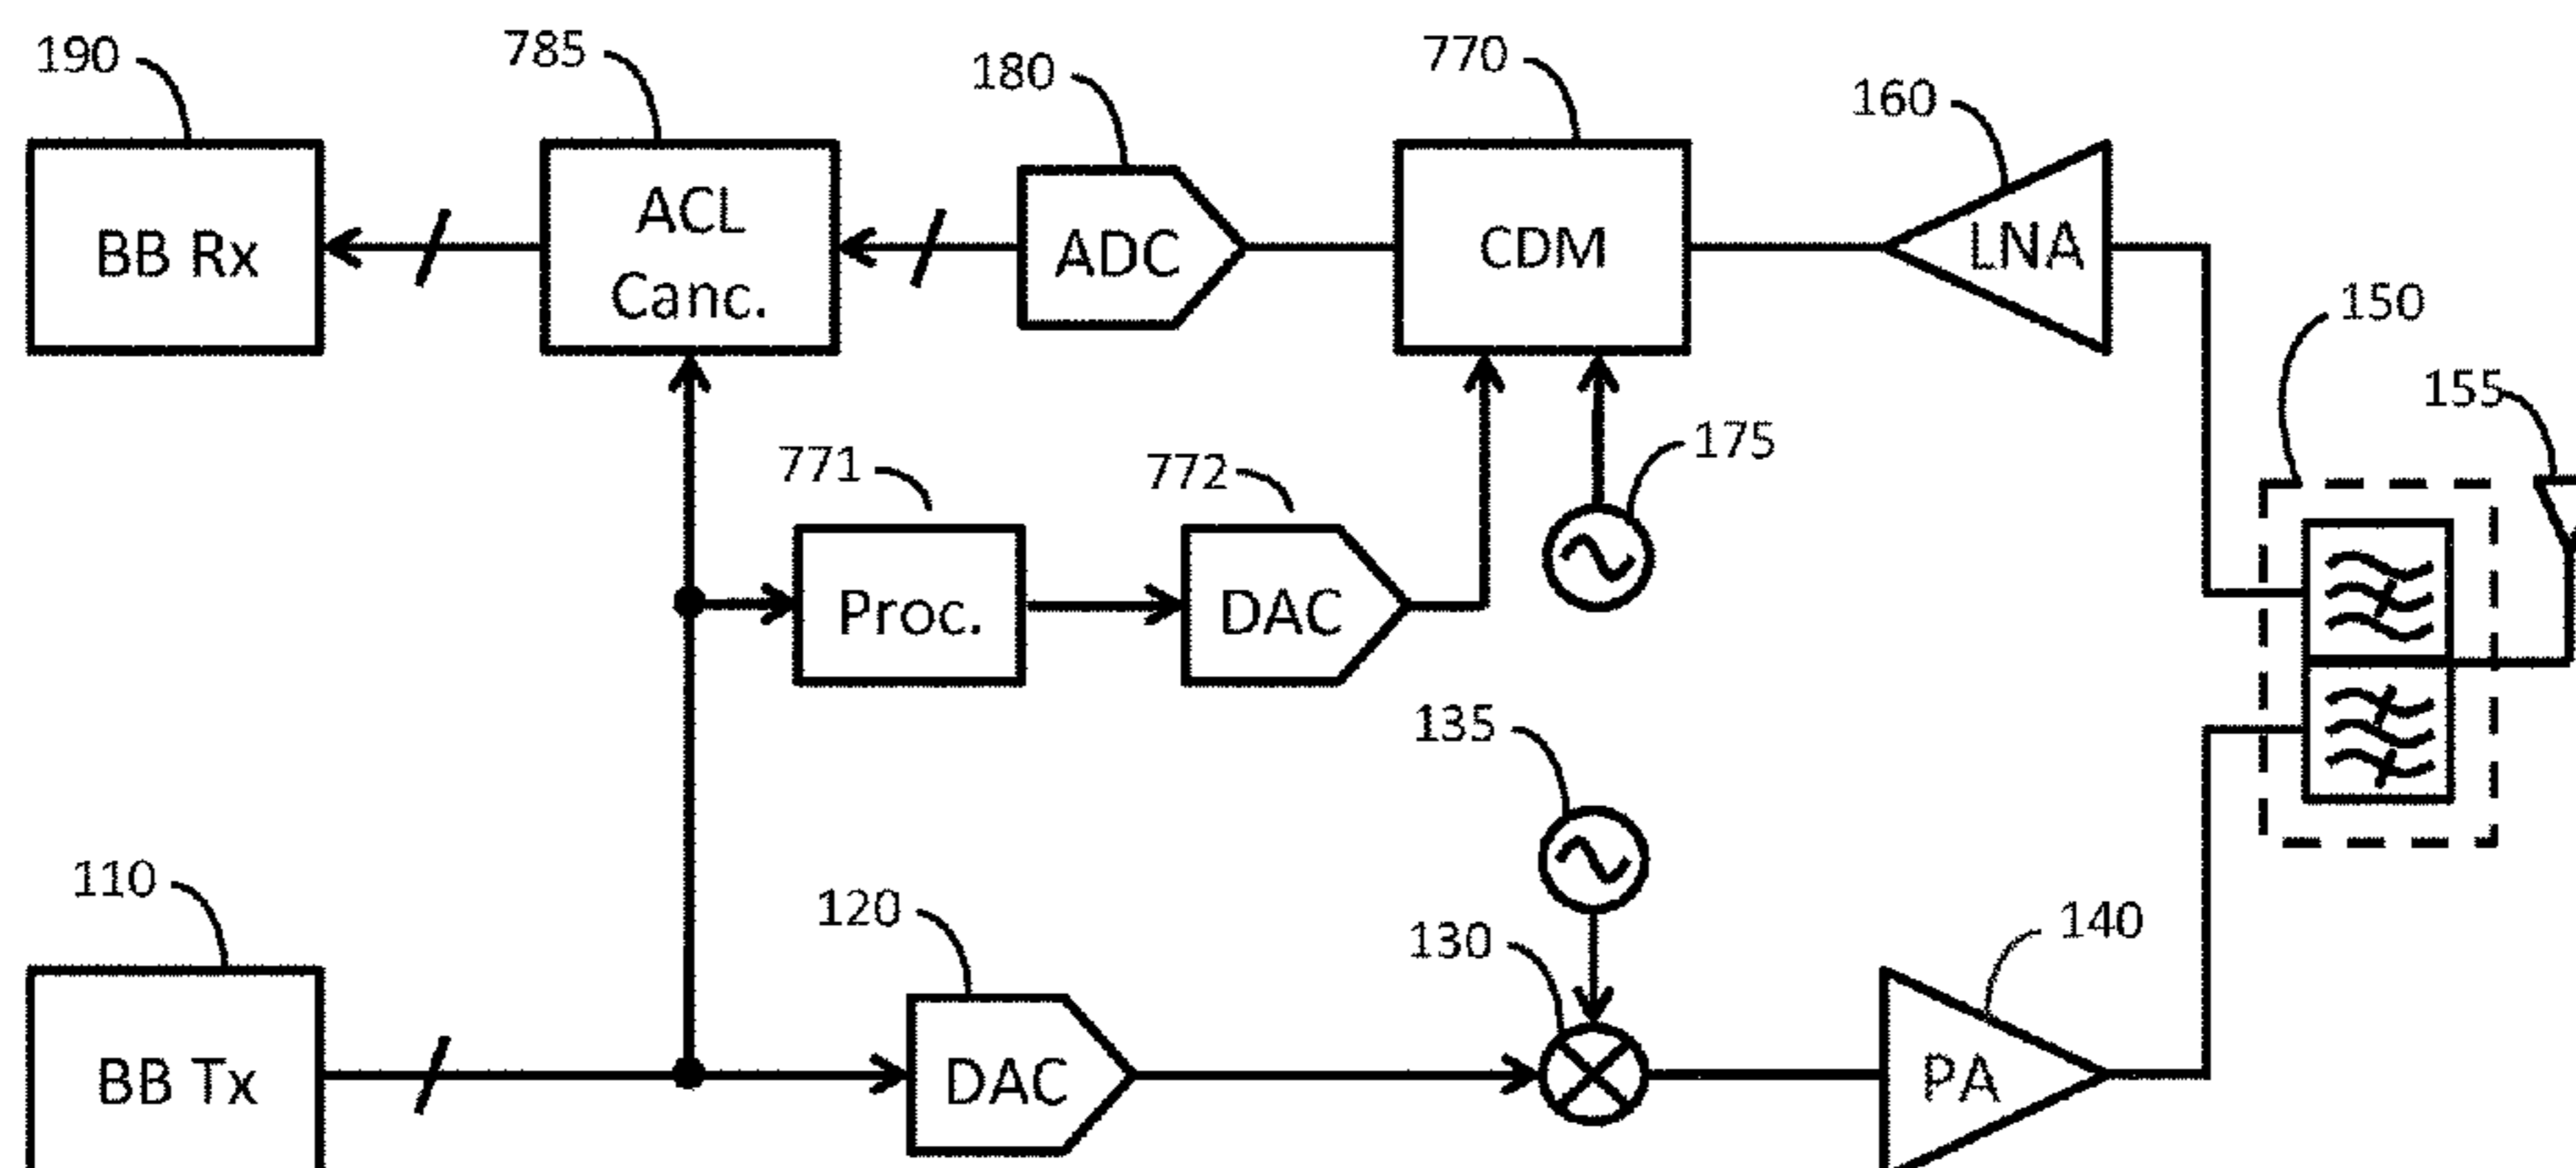 190
785
180
770
160
BB Rx
ACL
Canc.
ADC
CDM
LNA
150
155
175
771
772
Proc.
DAC
135
110
120
130
140
BB Tx
DAC
PA